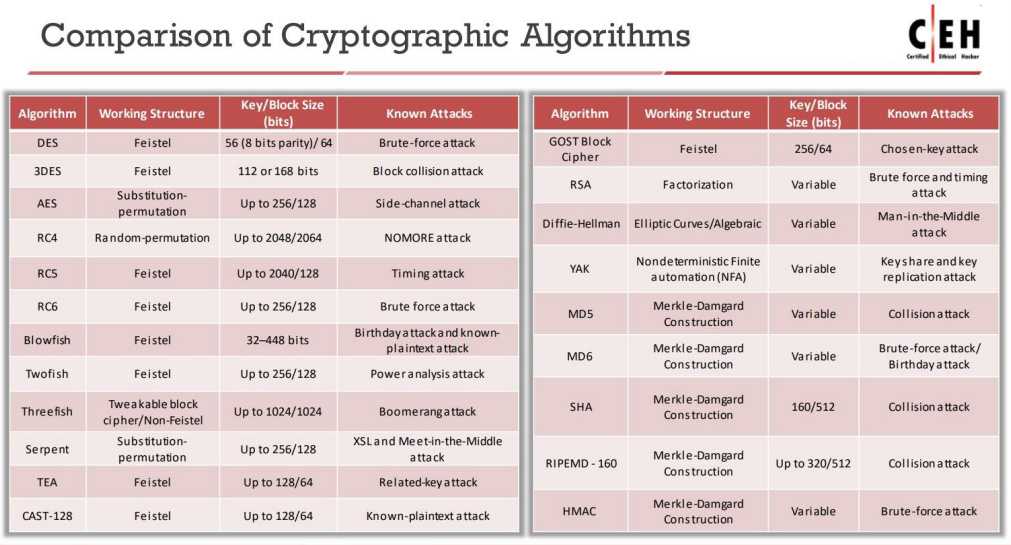 Comparison of Cryptographic Algorithms
C|EH
Certified Ethical Hacker
Algorithm Working Structure Key/Block Size (bits) Known Attacks
DES Feistel 56 (8 bits parity)/ 64 Brute-force attack
3DES Feistel 112 or 168 bits Block collision attack
AES Substitution-permutation Up to 256/128 Side-channel attack
RC4 Random-permutation Up to 2048/2064 NOMORE attack
RC5 Feistel Up to 2040/128 Timing attack
RC6 Feistel Up to 256/128 Brute force attack
Blowfish Feistel 32–448 bits Birthday attack and known-plaintext attack
Twofish Feistel Up to 256/128 Power analysis attack
Threefish Tweakable block cipher/Non-Feistel Up to 1024/1024 Boomerang attack
Serpent Substitution-permutation Up to 256/128 XSL and Meet-in-the-Middle attack
TEA Feistel Up to 128/64 Related-key attack
CAST-128 Feistel Up to 128/64 Known-plaintext attack
Algorithm Working Structure Key/Block Size (bits) Known Attacks
GOST Block Cipher Feistel 256/64 Chosen-key attack
RSA Factorization Variable Brute force and timing attack
Diffie-Hellman Elliptic Curves/Algebraic Variable Man-in-the-Middle attack
YAK Nondeterministic Finite automation (NFA) Variable Key share and key replication attack
MD5 Merkle-Damgard Construction Variable Collision attack
MD6 Merkle-Damgard Construction Variable Brute-force attack/ Birthday attack
SHA Merkle-Damgard Construction 160/512 Collision attack
RIPEMD - 160 Merkle-Damgard Construction Up to 320/512 Collision attack
HMAC Merkle-Damgard Construction Variable Brute-force attack